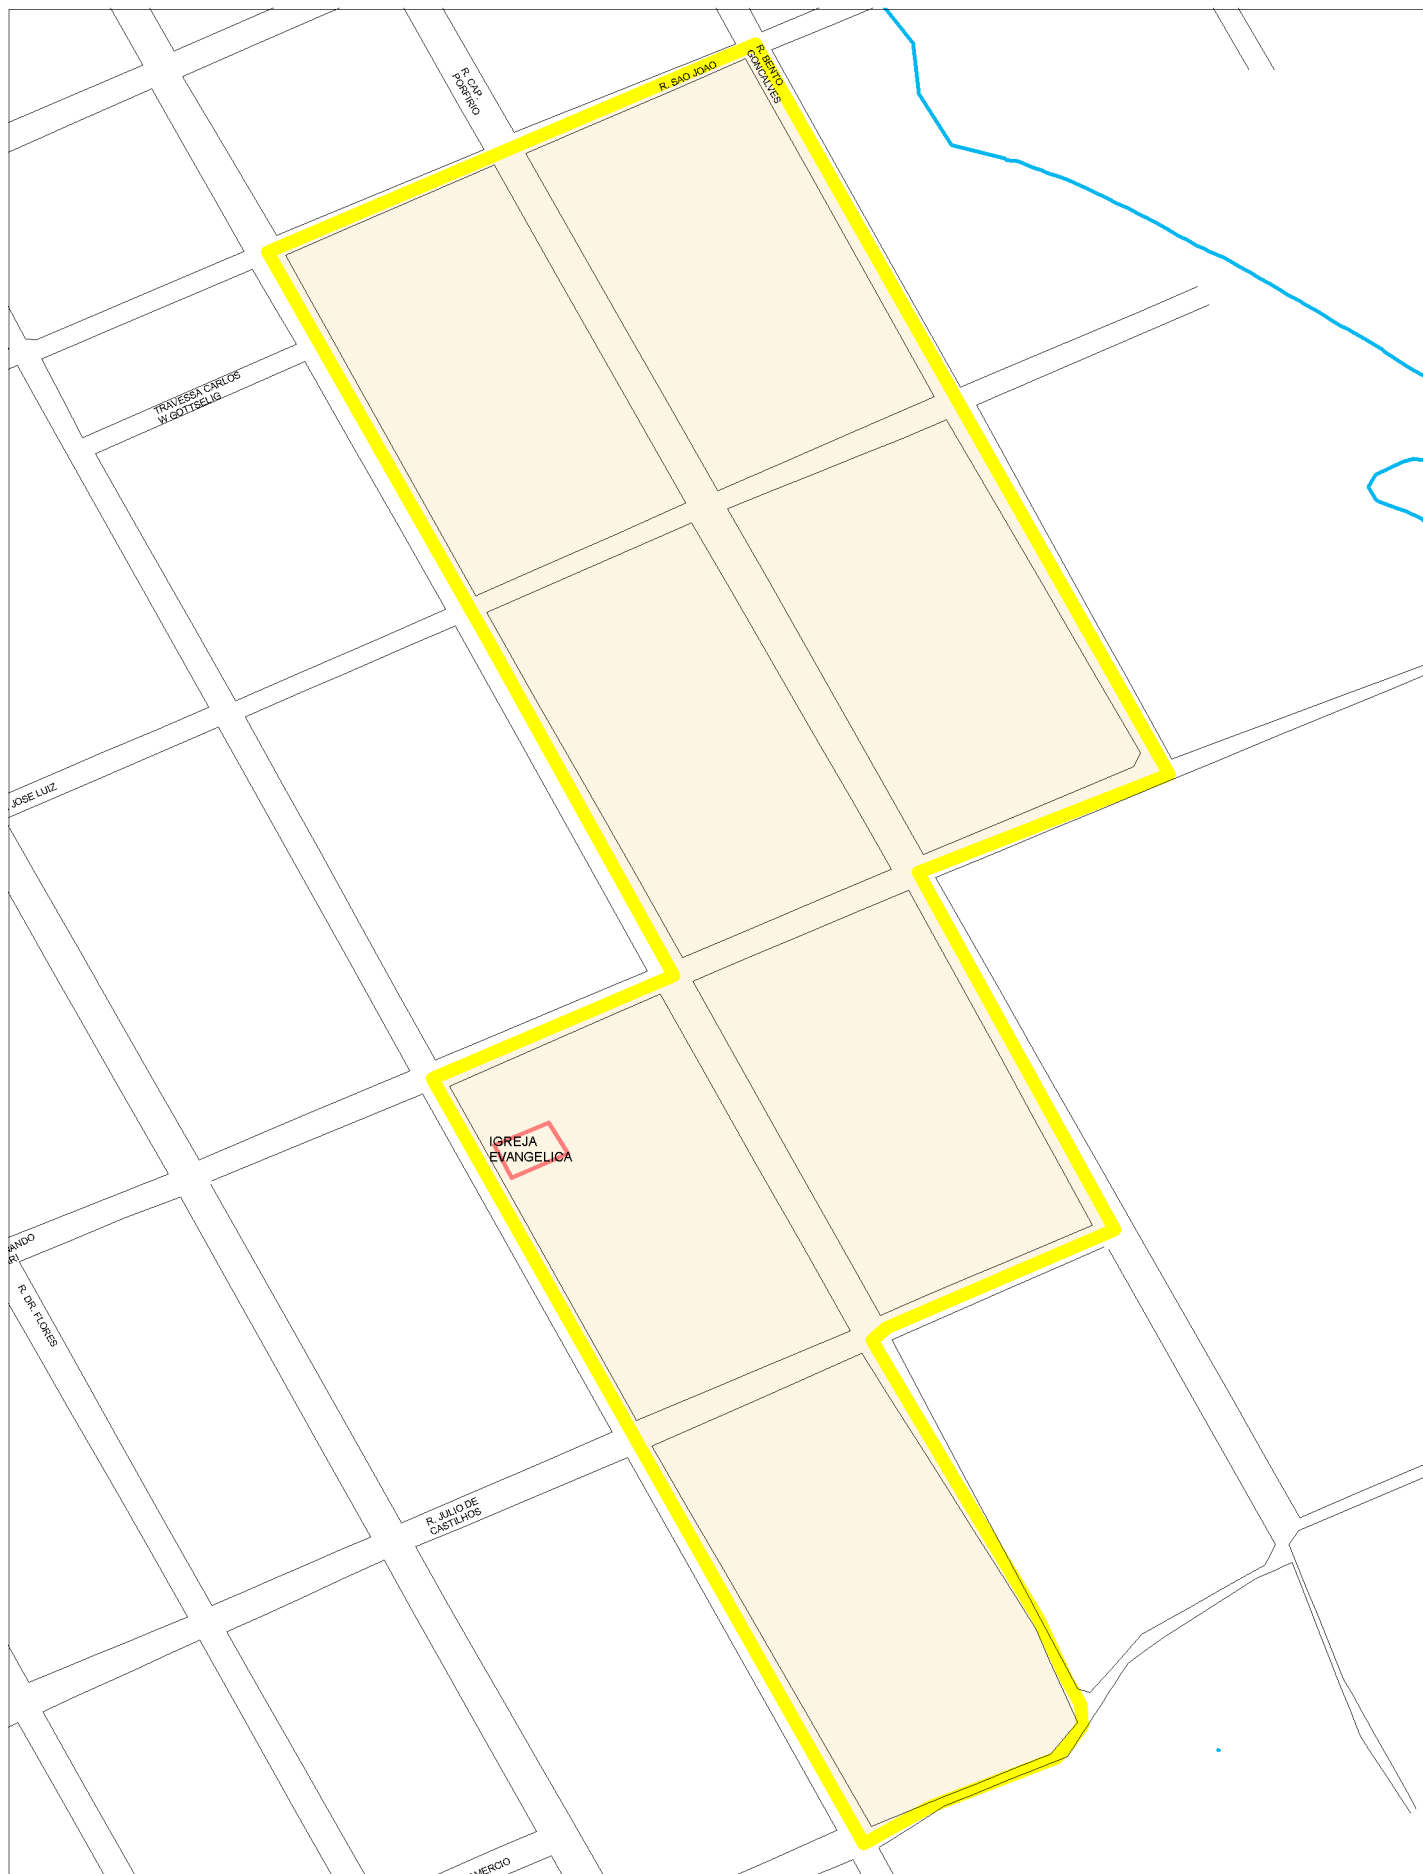 R. BENTO
GONCALVES
R. SAO JOAO
R. CAP.
PORFIRIO
TRAVESSA CARLOS
W GOTTSELIG
JOSE LUIZ
IGREJA
EVANGELICA
R. DR. FLORES
R. JULIO DE
CASTILHOS